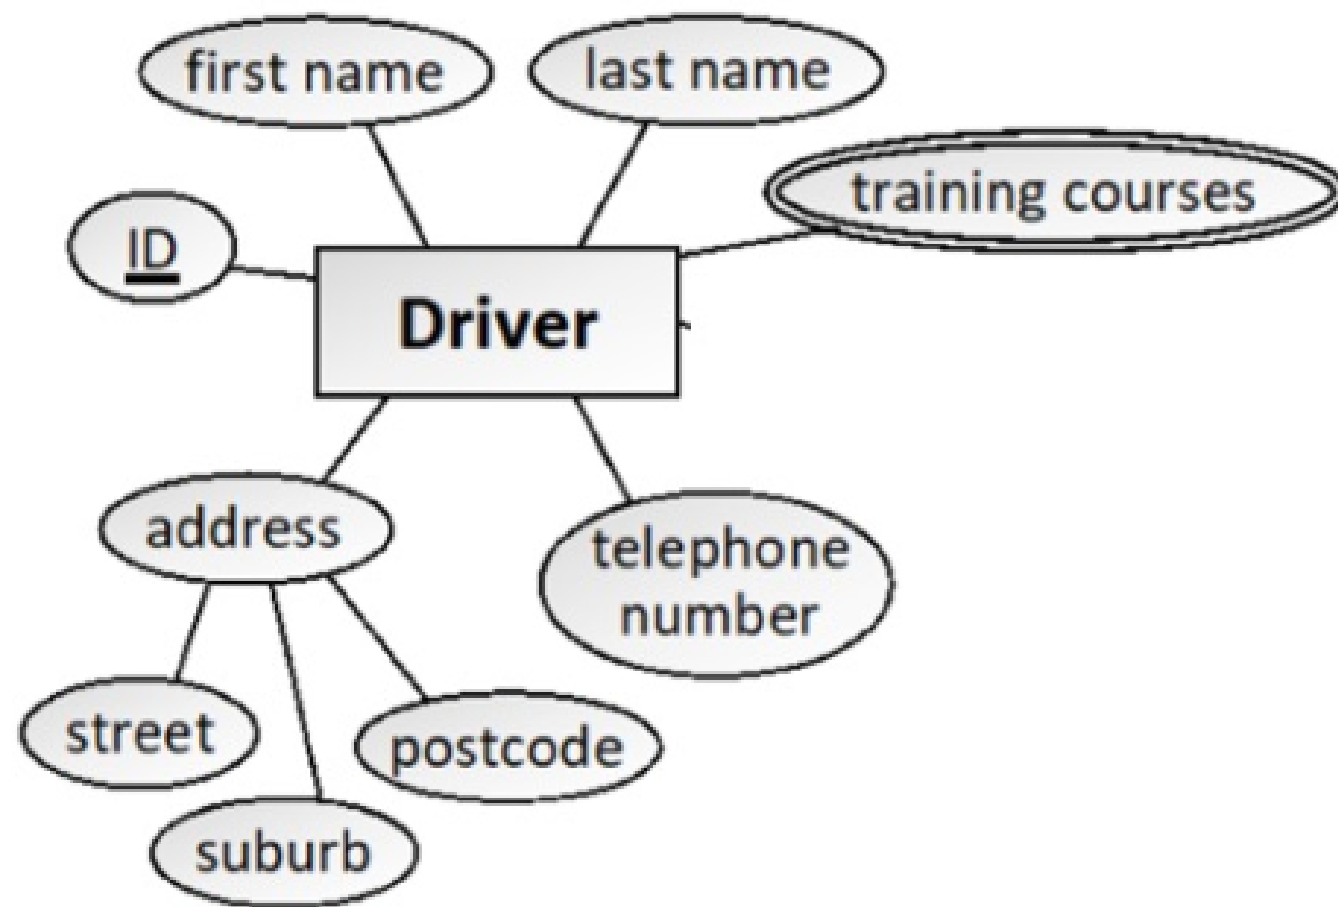 first name
last name
training courses
ID
Driver
address
telephone
number
street
postcode
suburb